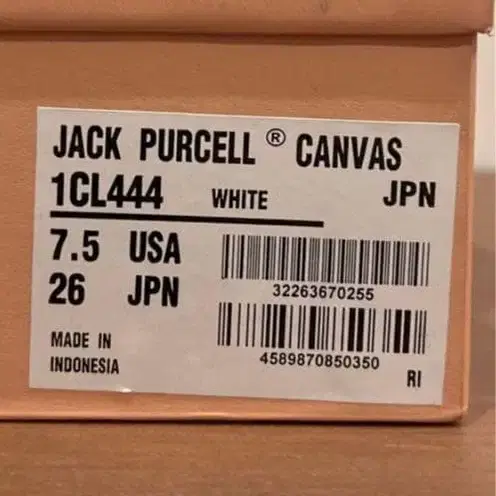 JACK PURCELL® CANVAS
1CL444 WHITE JPN
7.5 USA
26 JPN
32263670255
4589870850350
MADE IN
INDONESIA
RI